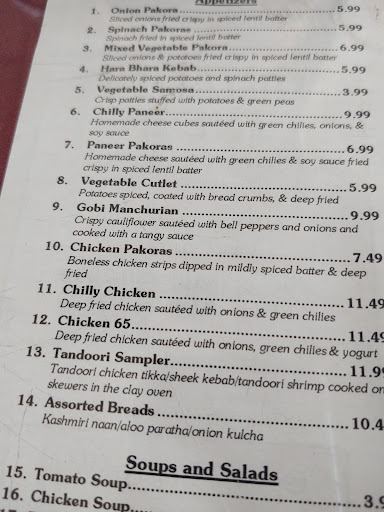 Appetizers
1. Onion Pakora..............................5.99
Sliced onions fried crispy in spiced lentil batter
2. Spinach Pakoras..........................5.99
Spinach fried in spiced lentil batter
3. Mixed Vegetable Pakora....................6.99
Sliced onions & potatoes fried crispy in spiced lentil batter
4. Hara Bhara Kebab..........................5.99
Delicately spiced potatoes and spinach patties
5. Vegetable Samosa..........................3.99
Crisp patties stuffed with potatoes & green peas
6. Chilly Paneer.............................9.99
Homemade cheese cubes sautéed with green chilies, onions, &
soy sauce
7. Paneer Pakoras............................6.99
Homemade cheese sautéed with green chilies & soy sauce fried
crispy in spiced lentil batter
8. Vegetable Cutlet..........................5.99
Potatoes spiced, coated with bread crumbs, & deep fried
9. Gobi Manchurian...........................9.99
Crispy cauliflower sautéed with bell peppers and onions and
cooked with a tangy sauce
10. Chicken Pakoras..........................7.49
Boneless chicken strips dipped in mildly spiced batter & deep
fried
11. Chilly Chicken...........................11.49
Deep fried chicken sautéed with onions & green chillies
12. Chicken 65...............................11.49
Deep fried chicken sautéed with onions, green chillies & yogurt
13. Tandoori Sampler.........................11.99
Tandoori chicken tikka/sheek kebab/tandoori shrimp cooked on
skewers in the clay oven
14. Assorted Breads..........................10.4
Kashmiri naan/aloo paratha/onion kulcha
Soups and Salads
15. Tomato Soup..............................3.9
16. Chicken Soup